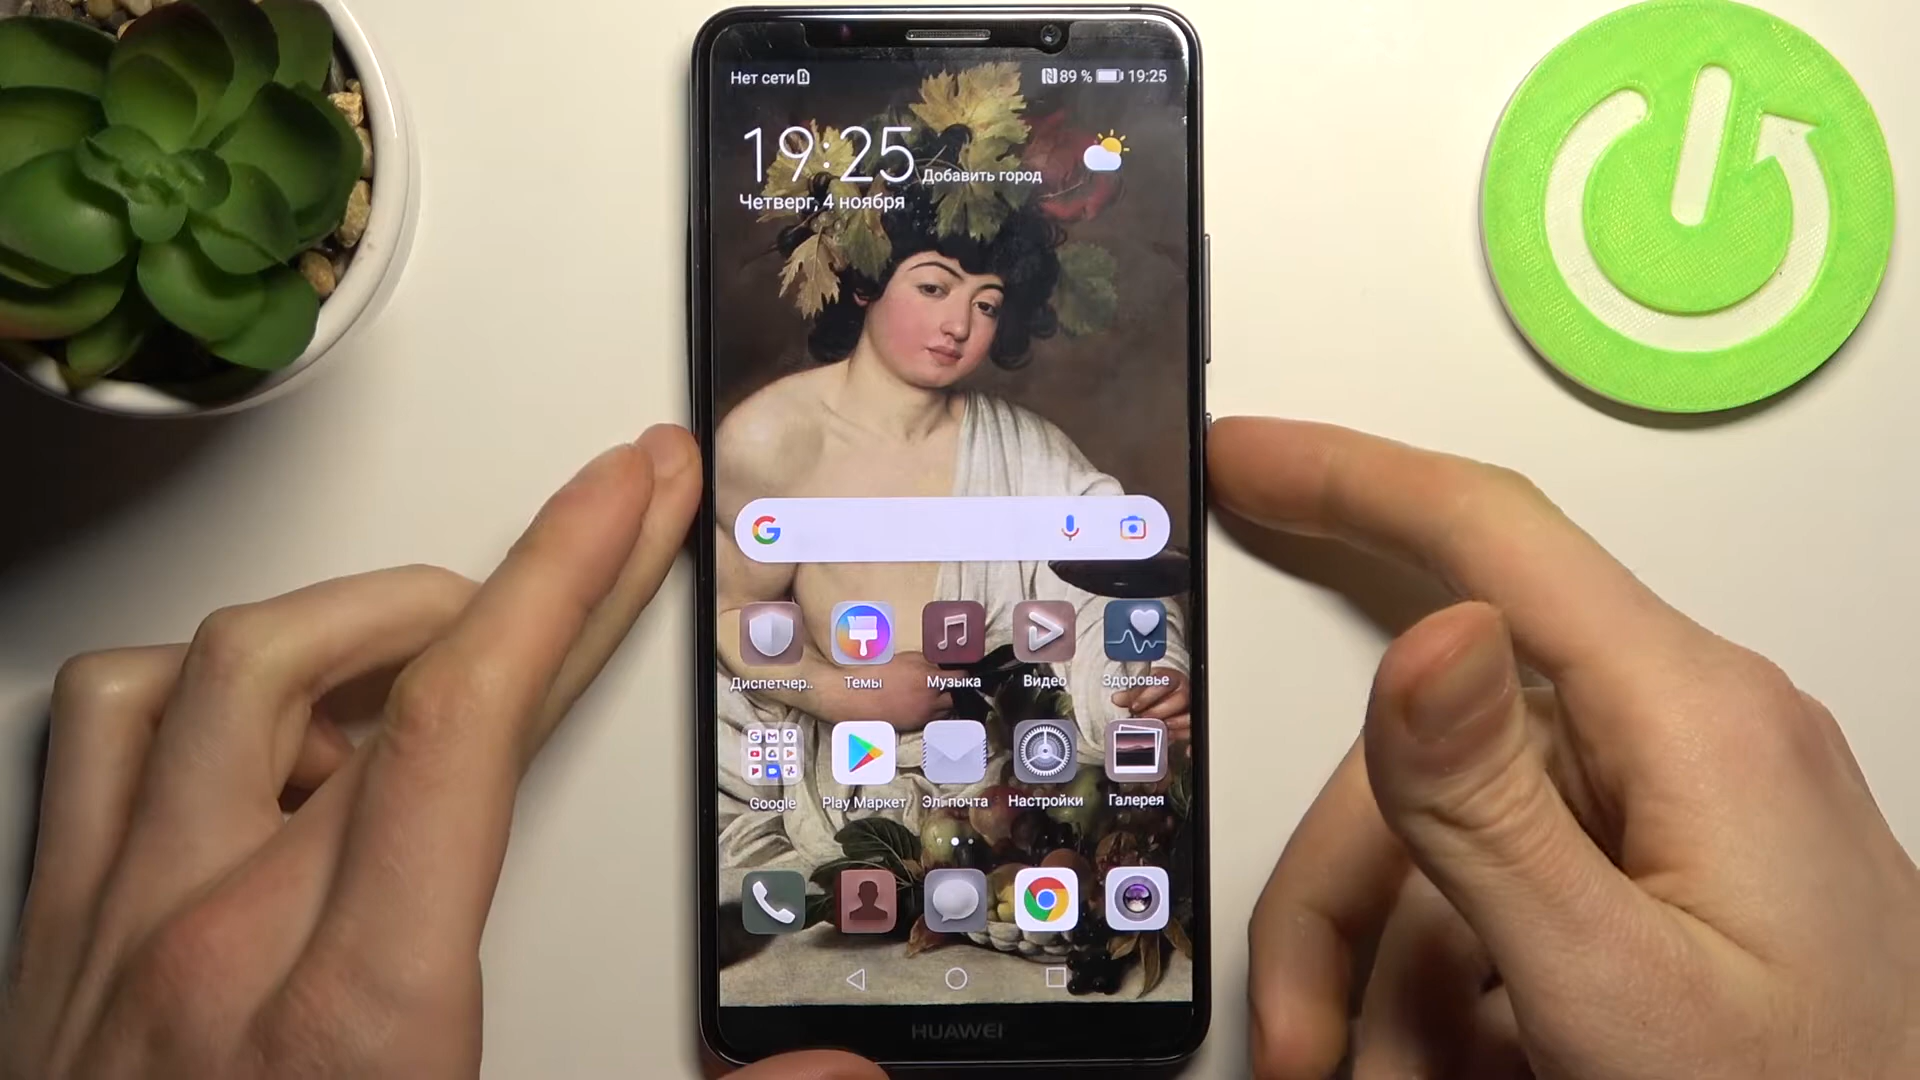 Нет сети
89 %
19:25
19:25
Добавить город
Четверг, 4 ноября
Диспетчер..
Темы
Музыка
Видео
Здоровье
Google
Play Маркет
Эл. почта
Настройки
Галерея
HUAWEI